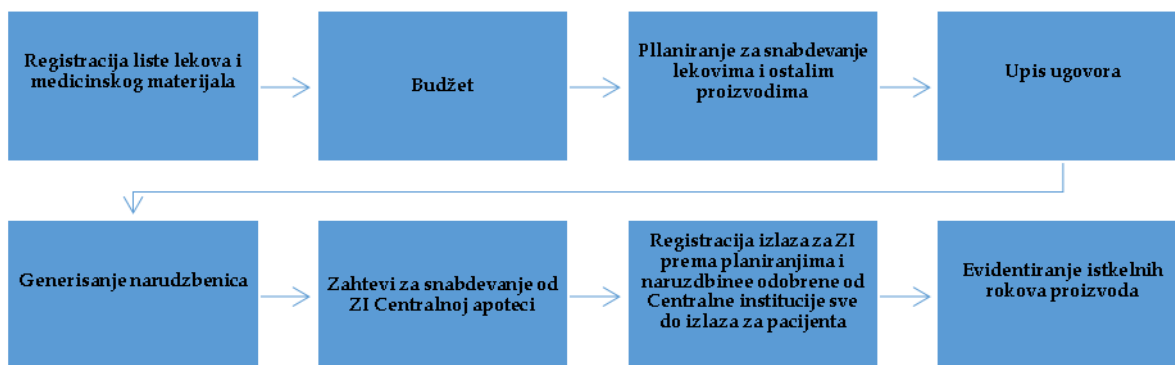 Registracija liste lekova i
medicinskog materijala
Budžet
Pllaniranje za snabdevanje
lekovima i ostalim
proizvodima
Upis ugovora
Generisanje narudzbenica
Zahtevi za snabdevanje od
ZI Centralnoj apoteci
Registracija izlaza za ZI
prema planiranjima i
naruzdbinee odobrene od
Centralne institucije sve
do izlaza za pacijenta
Evidentiranje istkelnih
rokova proizvoda